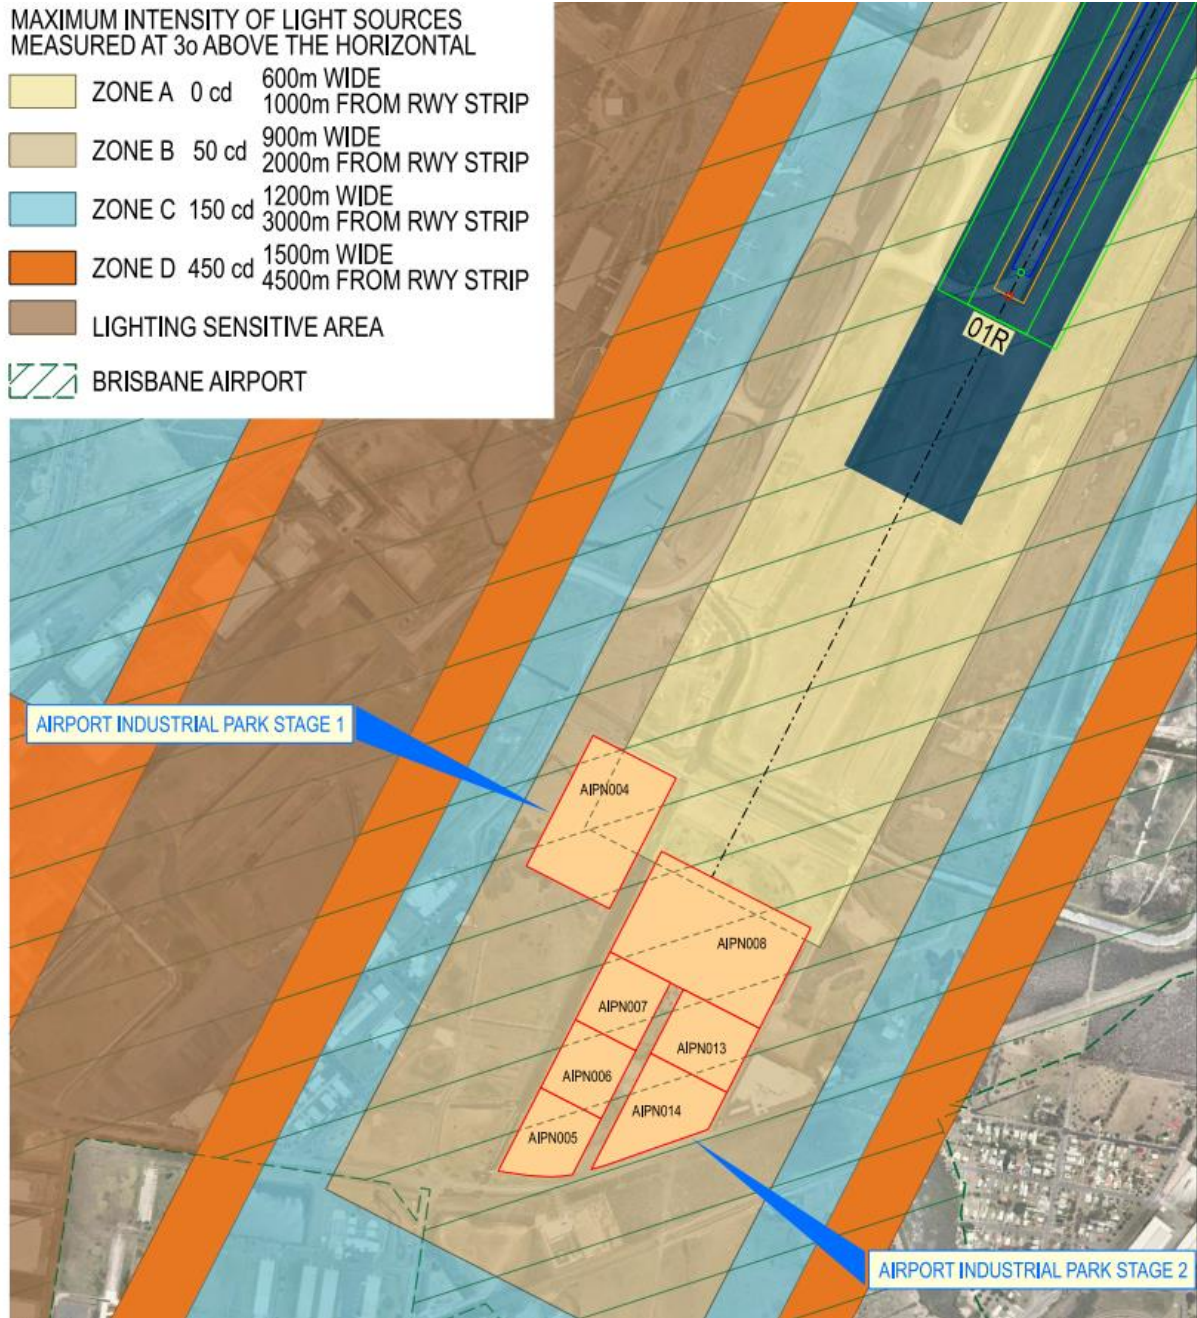 MAXIMUM INTENSITY OF LIGHT SOURCES
MEASURED AT 3o ABOVE THE HORIZONTAL
ZONE A 0 cd 600m WIDE
1000m FROM RWY STRIP
ZONE B 50 cd 900m WIDE
2000m FROM RWY STRIP
ZONE C 150 cd 1200m WIDE
3000m FROM RWY STRIP
ZONE D 450 cd 1500m WIDE
4500m FROM RWY STRIP
LIGHTING SENSITIVE AREA
BRISBANE AIRPORT
01R
AIRPORT INDUSTRIAL PARK STAGE 1
AIPN004
AIPN008
AIPN007
AIPN013
AIPN006
AIPN014
AIPN005
AIRPORT INDUSTRIAL PARK STAGE 2